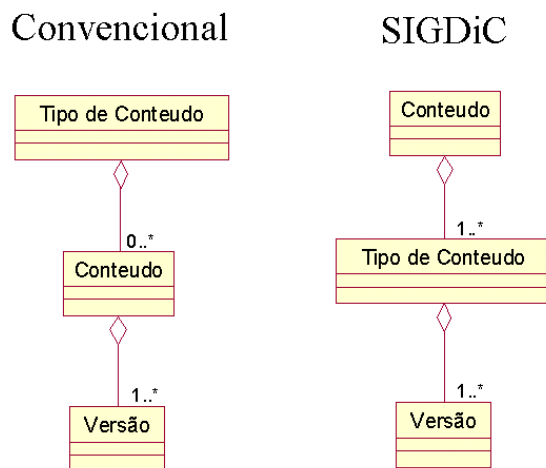 Convencional
Tipo de Conteudo
0..*
Conteudo
1..*
Versão
SIGDiC
Conteudo
1..*
Tipo de Conteudo
1..*
Versão